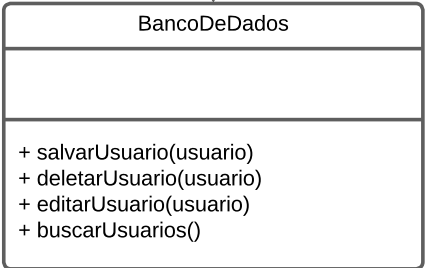 BancoDeDados
+ salvarUsuario(usuario)
+ deletarUsuario(usuario)
+ editarUsuario(usuario)
+ buscarUsuarios()